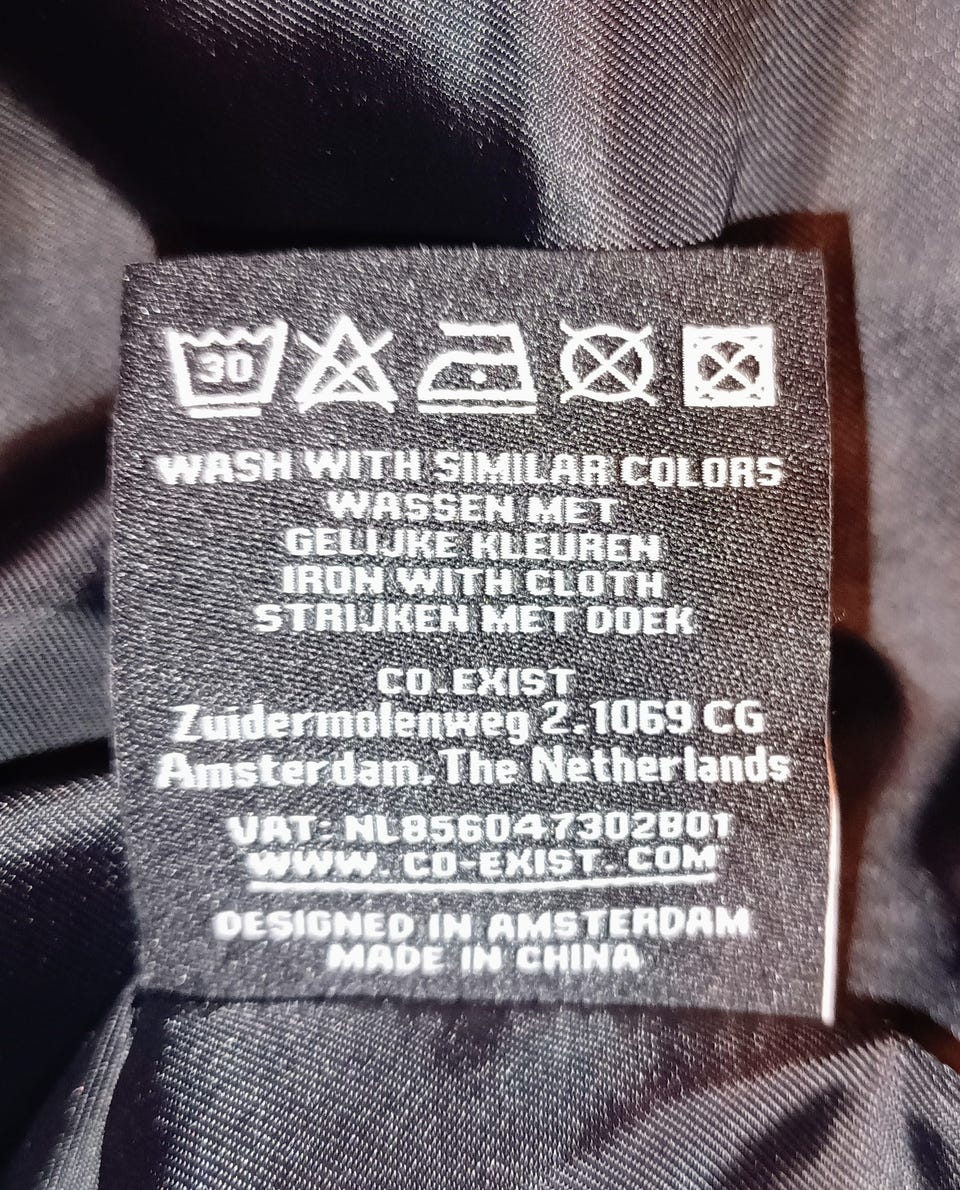 30
WASH WITH SIMILAR COLORS
WASSEN MET
GELIJKE KLEUREN
IRON WITH CLOTH
STRIJKEN MET DOEK
CO.EXIST
Zuidermolenweg 2.1069 CG
Amsterdam.The Netherlands
VAT: NL856047302B01
WWW.CO-EXIST.COM
DESIGNED IN AMSTERDAM
MADE IN CHINA